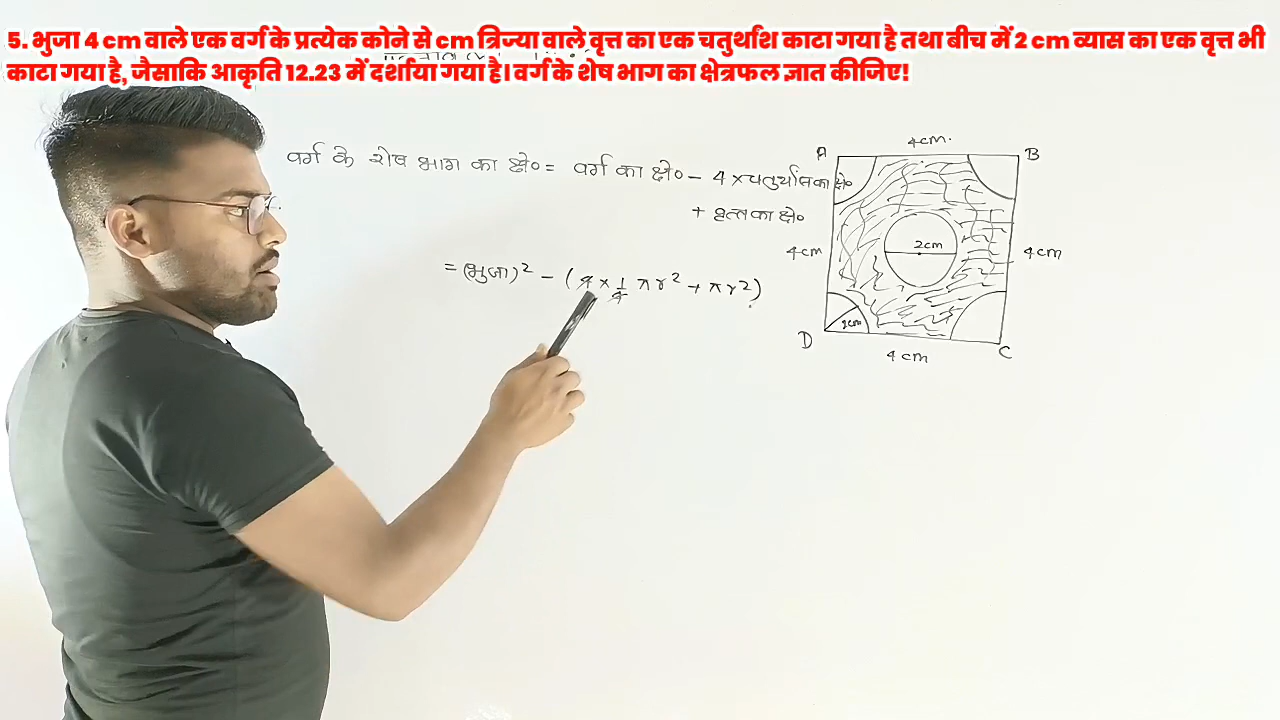 5. भुजा 4 cm वाले एक वर्ग के प्रत्येक कोने से cm त्रिज्या वाले वृत्त का एक चतुर्थांश काटा गया है तथा बीच में 2 cm व्यास का एक वृत्त भी
काटा गया है, जैसाकि आकृति 12.23 में दर्शाया गया है। वर्ग के शेष भाग का क्षेत्रफल ज्ञात कीजिए!
4cm.
A B
वर्ग के शेष भाग का क्षे० = वर्ग का क्षे० - 4 × चतुर्थांस का क्षे०
+ वृत्त का क्षे०
4cm 2cm 4cm
= (भुजा)² - (4 × 1/4 πr² + πr²)
1cm
D C
4 cm